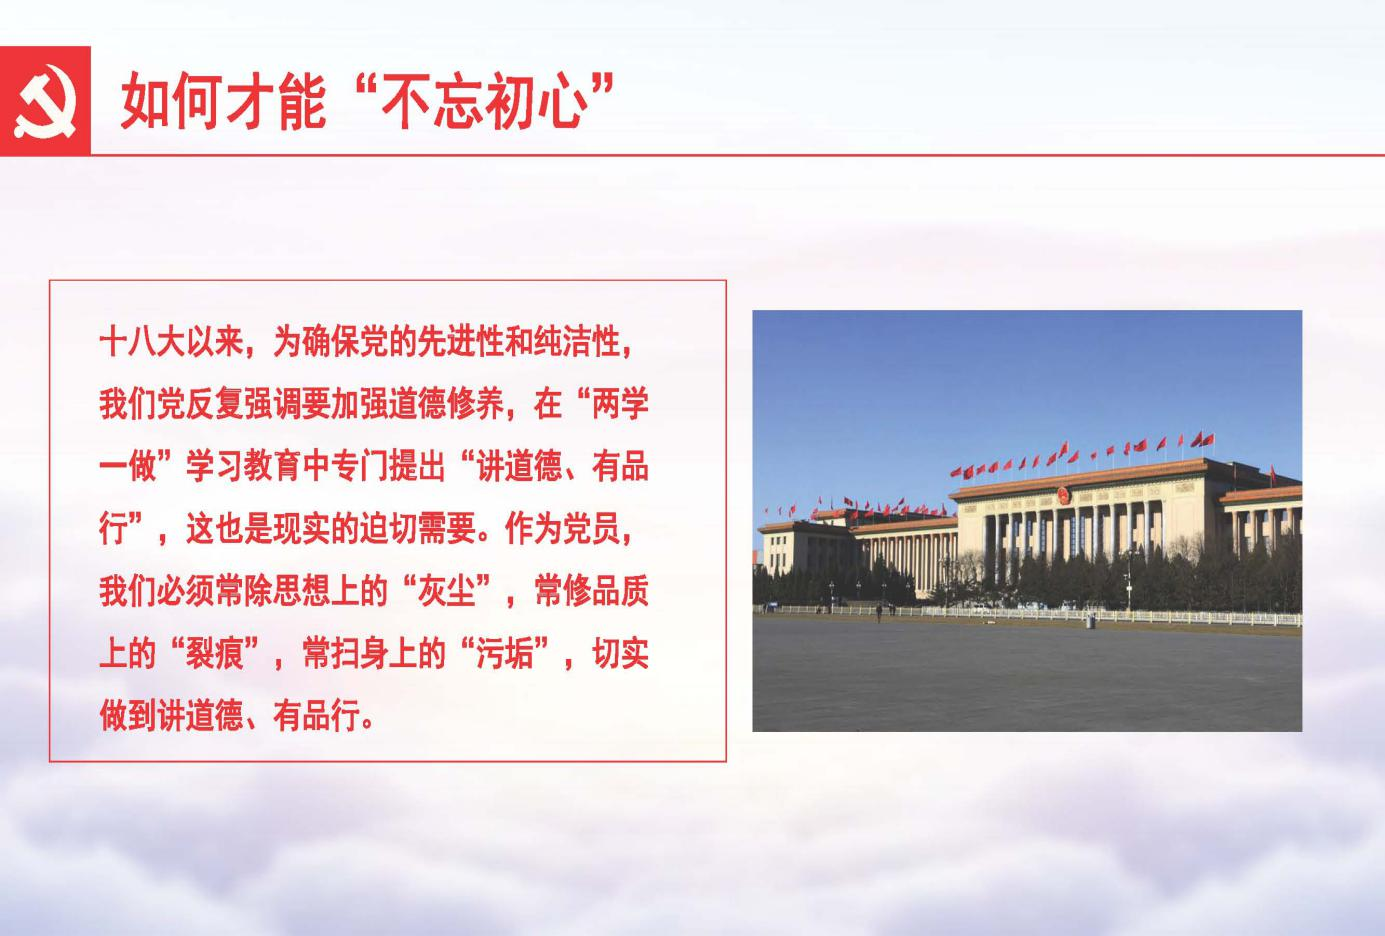 如何才能“不忘初心”
十八大以来，为确保党的先进性和纯洁性，
我们党反复强调要加强道德修养，在“两学
一做”学习教育中专门提出“讲道德、有品
行”，这也是现实的迫切需要。作为党员，
我们必须常除思想上的“灰尘”，常修品质
上的“裂痕”，常扫身上的“污垢”，切实
做到讲道德、有品行。